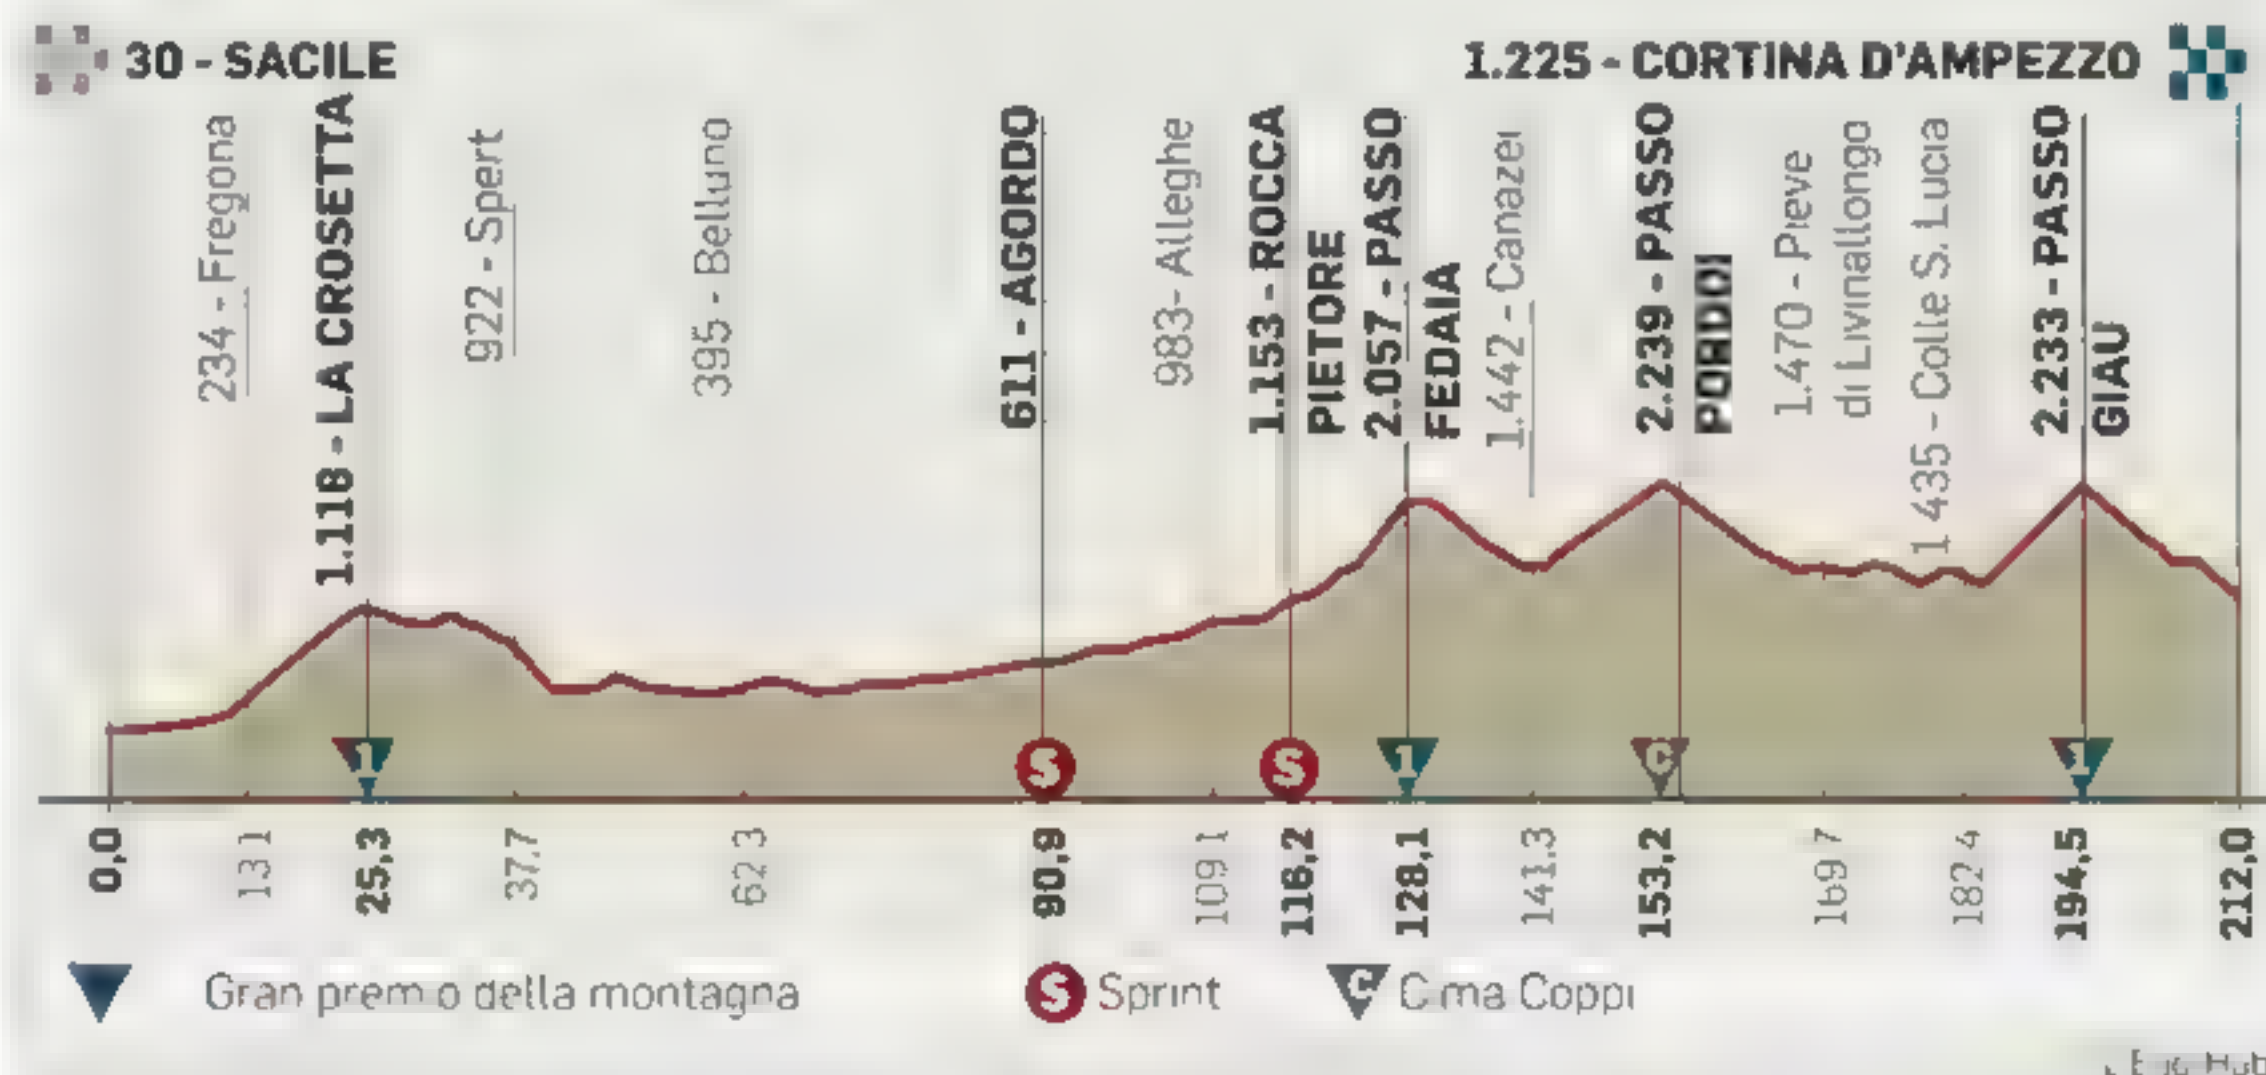 30 - SACILE
1.225 - CORTINA D'AMPEZZO
234 - Fregona
1.118 - LA CROSETTA
922 - Spert
395 - Belluno
611 - AGORDO
983- Alleghe
1.153 - ROCCA
PIETORE
2.057 - PASSO
FEDAIA
1.442 - Canazei
2.239 - PASSO
PORDOI
1.470 - Pieve
di Livinallongo
1 435 - Colle S. Lucia
2.233 - PASSO
GIAU
1
S
S
1
C
1
0,0
13 1
25,3
37,7
62 3
90,9
109 1
116,2
128,1
141.3
153,2
169 7
182 4
194,5
212,0
Gran premio della montagna
S Sprint
C Cima Coppi